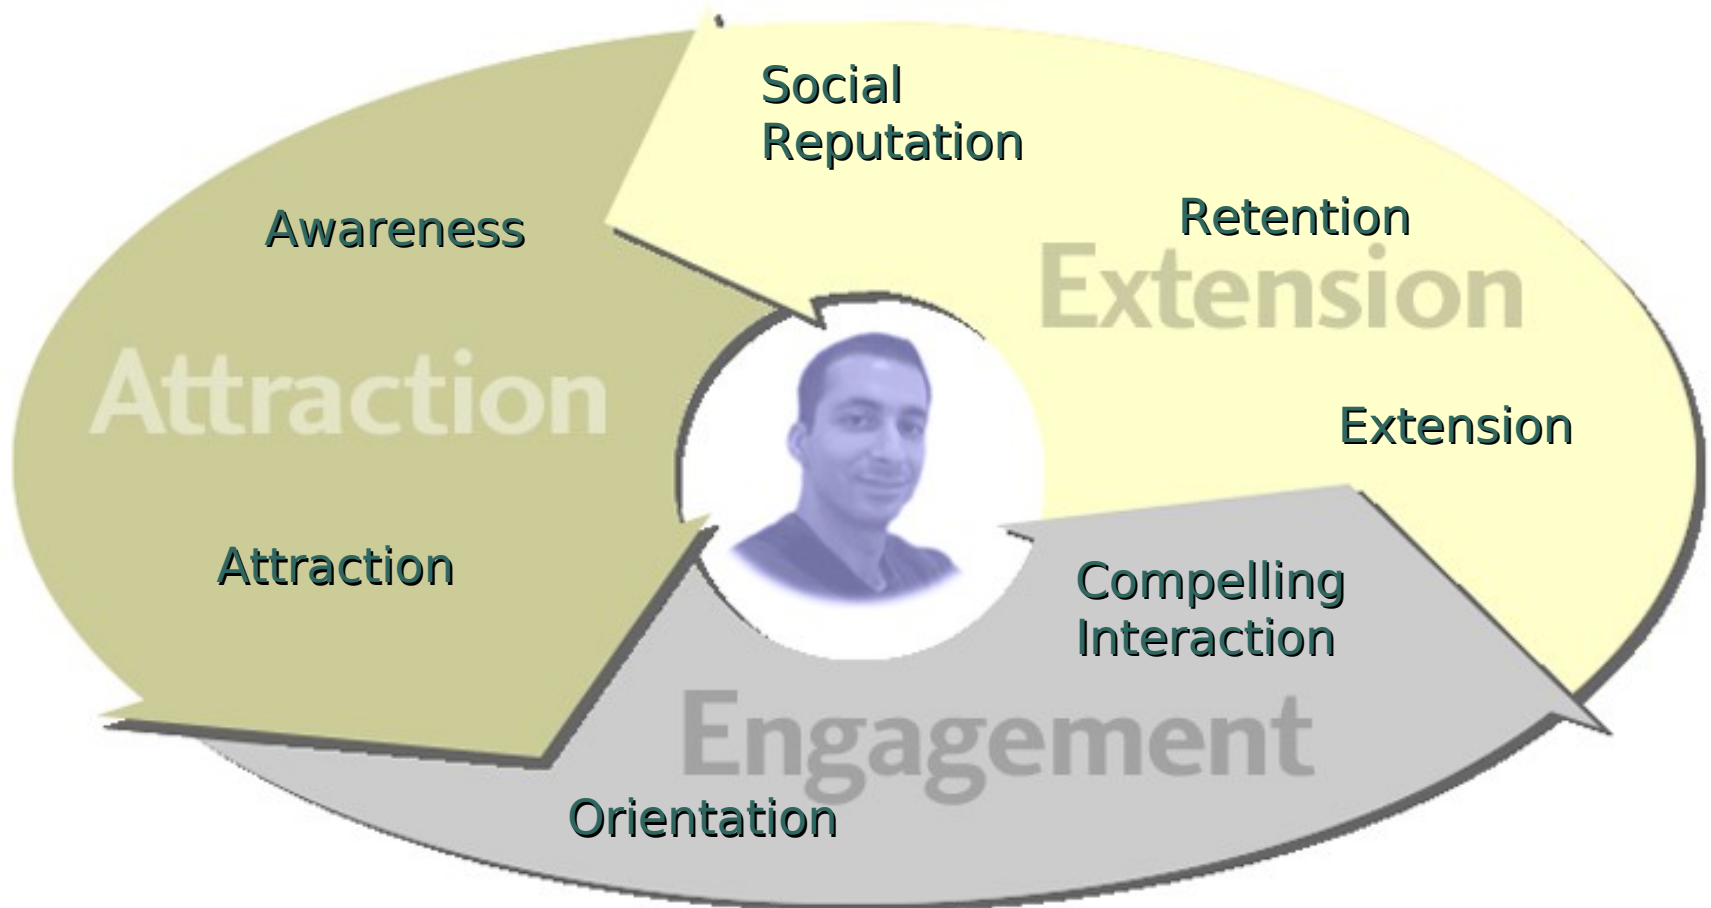 Social
Reputation
Retention
Awareness
Extension
Attraction
Extension
Attraction
Compelling
Interaction
Engagement
Orientation